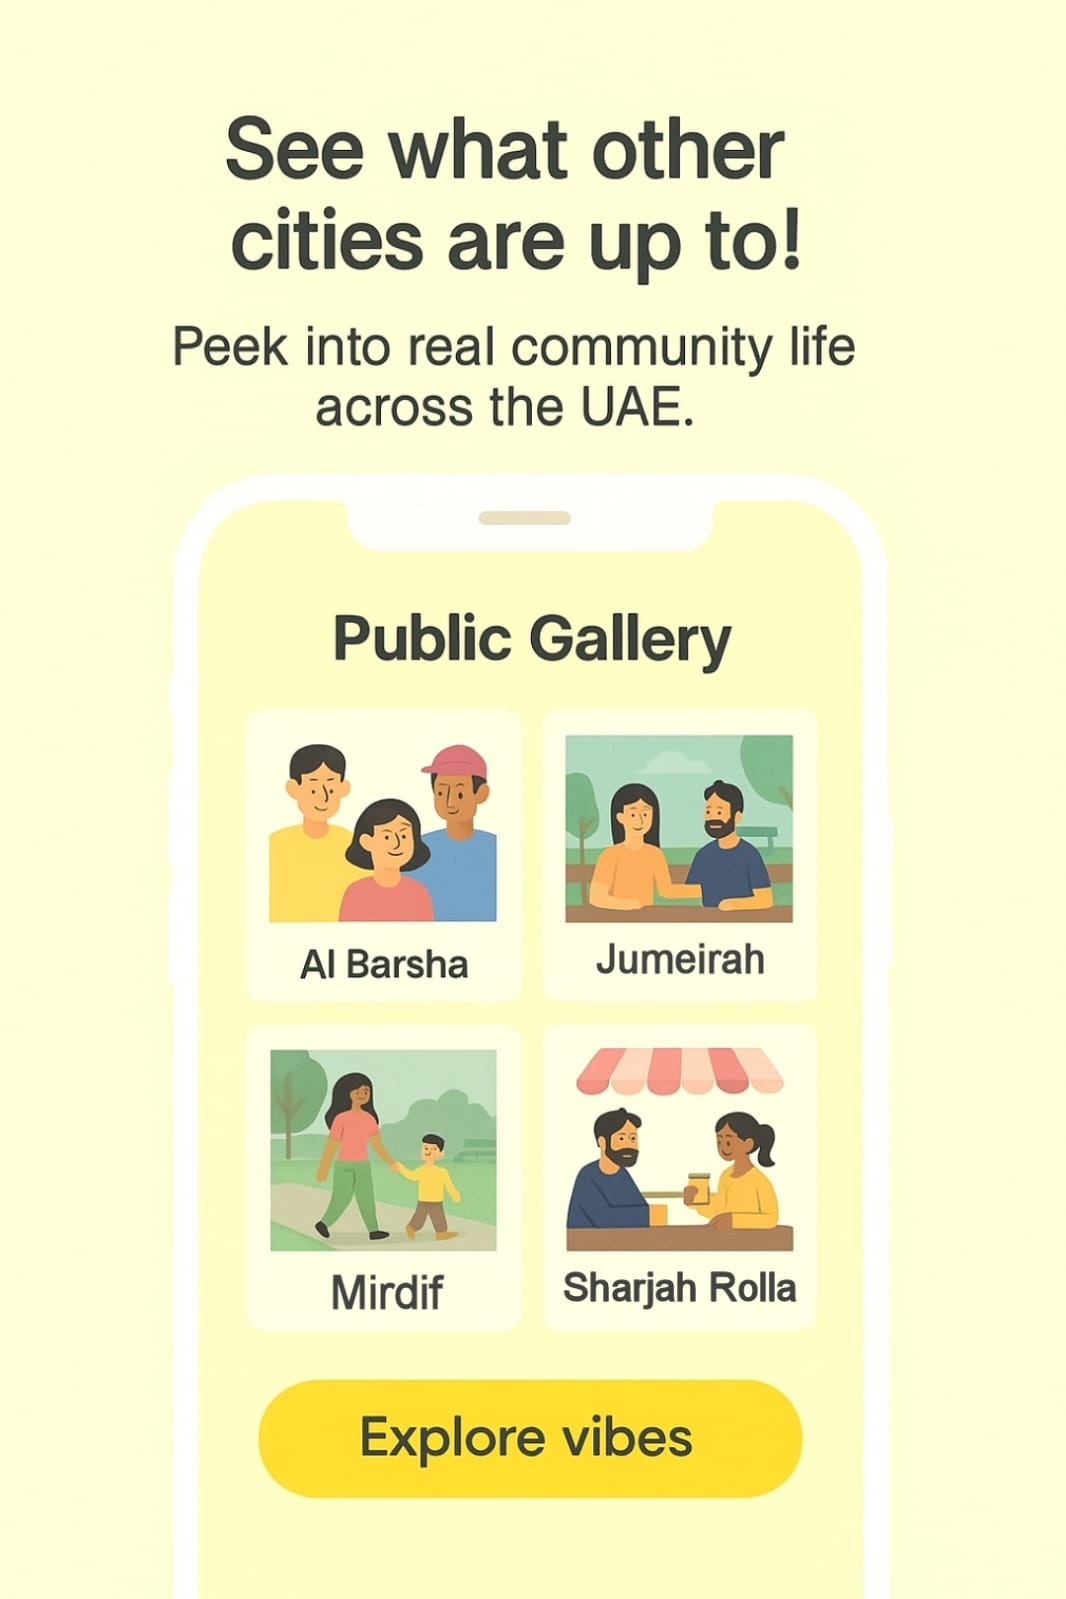 See what other
cities are up to!
Peek into real community life
across the UAE.
Public Gallery
Al Barsha
Jumeirah
Mirdif
Sharjah Rolla
Explore vibes